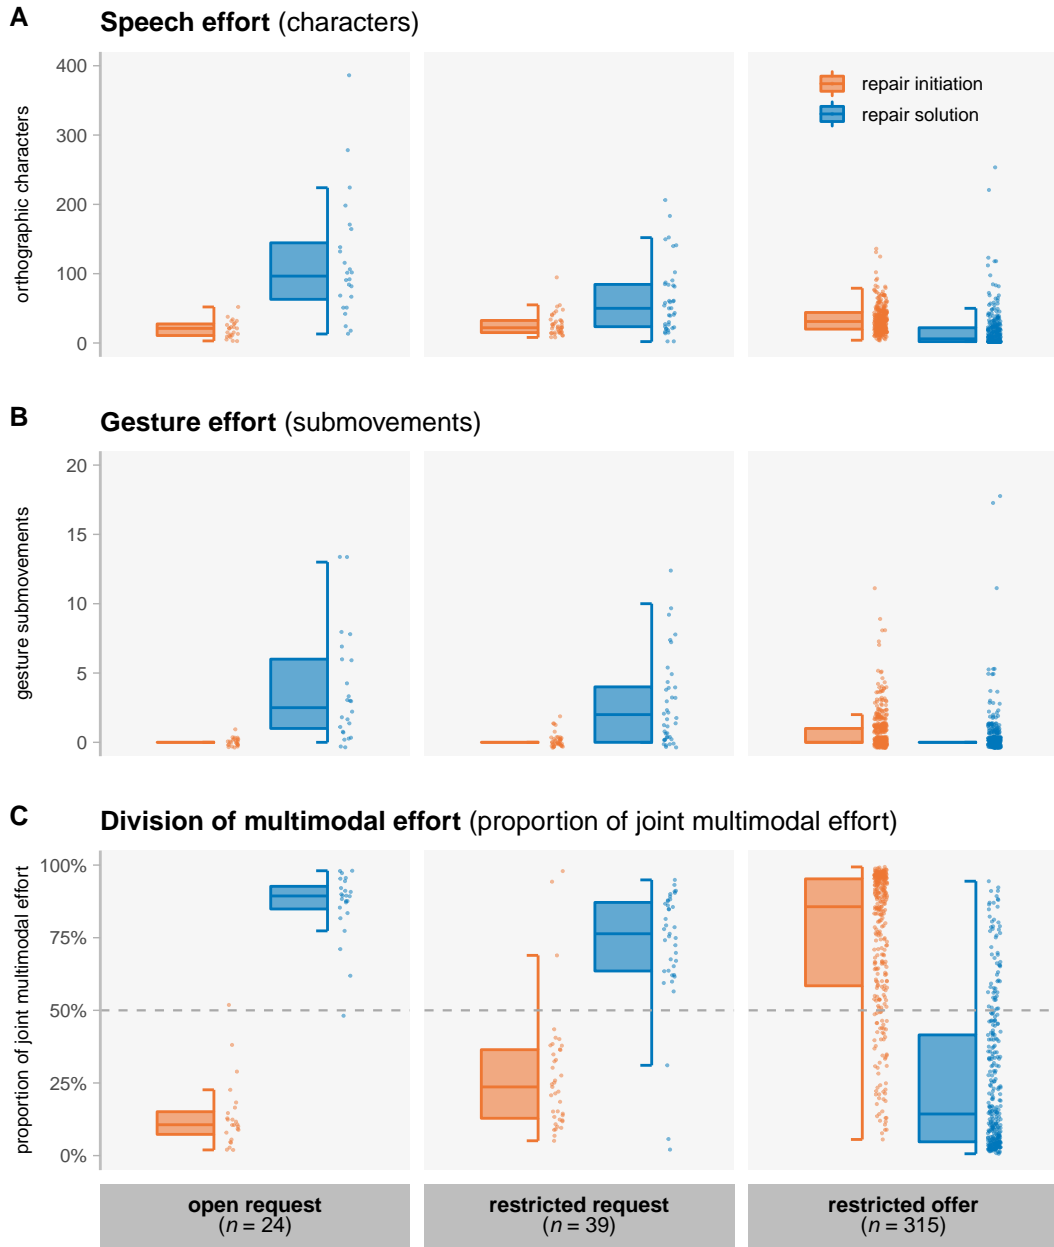 A
Speech effort (characters)
orthographic characters
400
300
200
100
0
repair initiation
repair solution
B
Gesture effort (submovements)
gesture submovements
20
15
10
5
0
C
Division of multimodal effort (proportion of joint multimodal effort)
proportion of joint multimodal effort
100%
75%
50%
25%
0%
open request
(n = 24)
restricted request
(n = 39)
restricted offer
(n = 315)